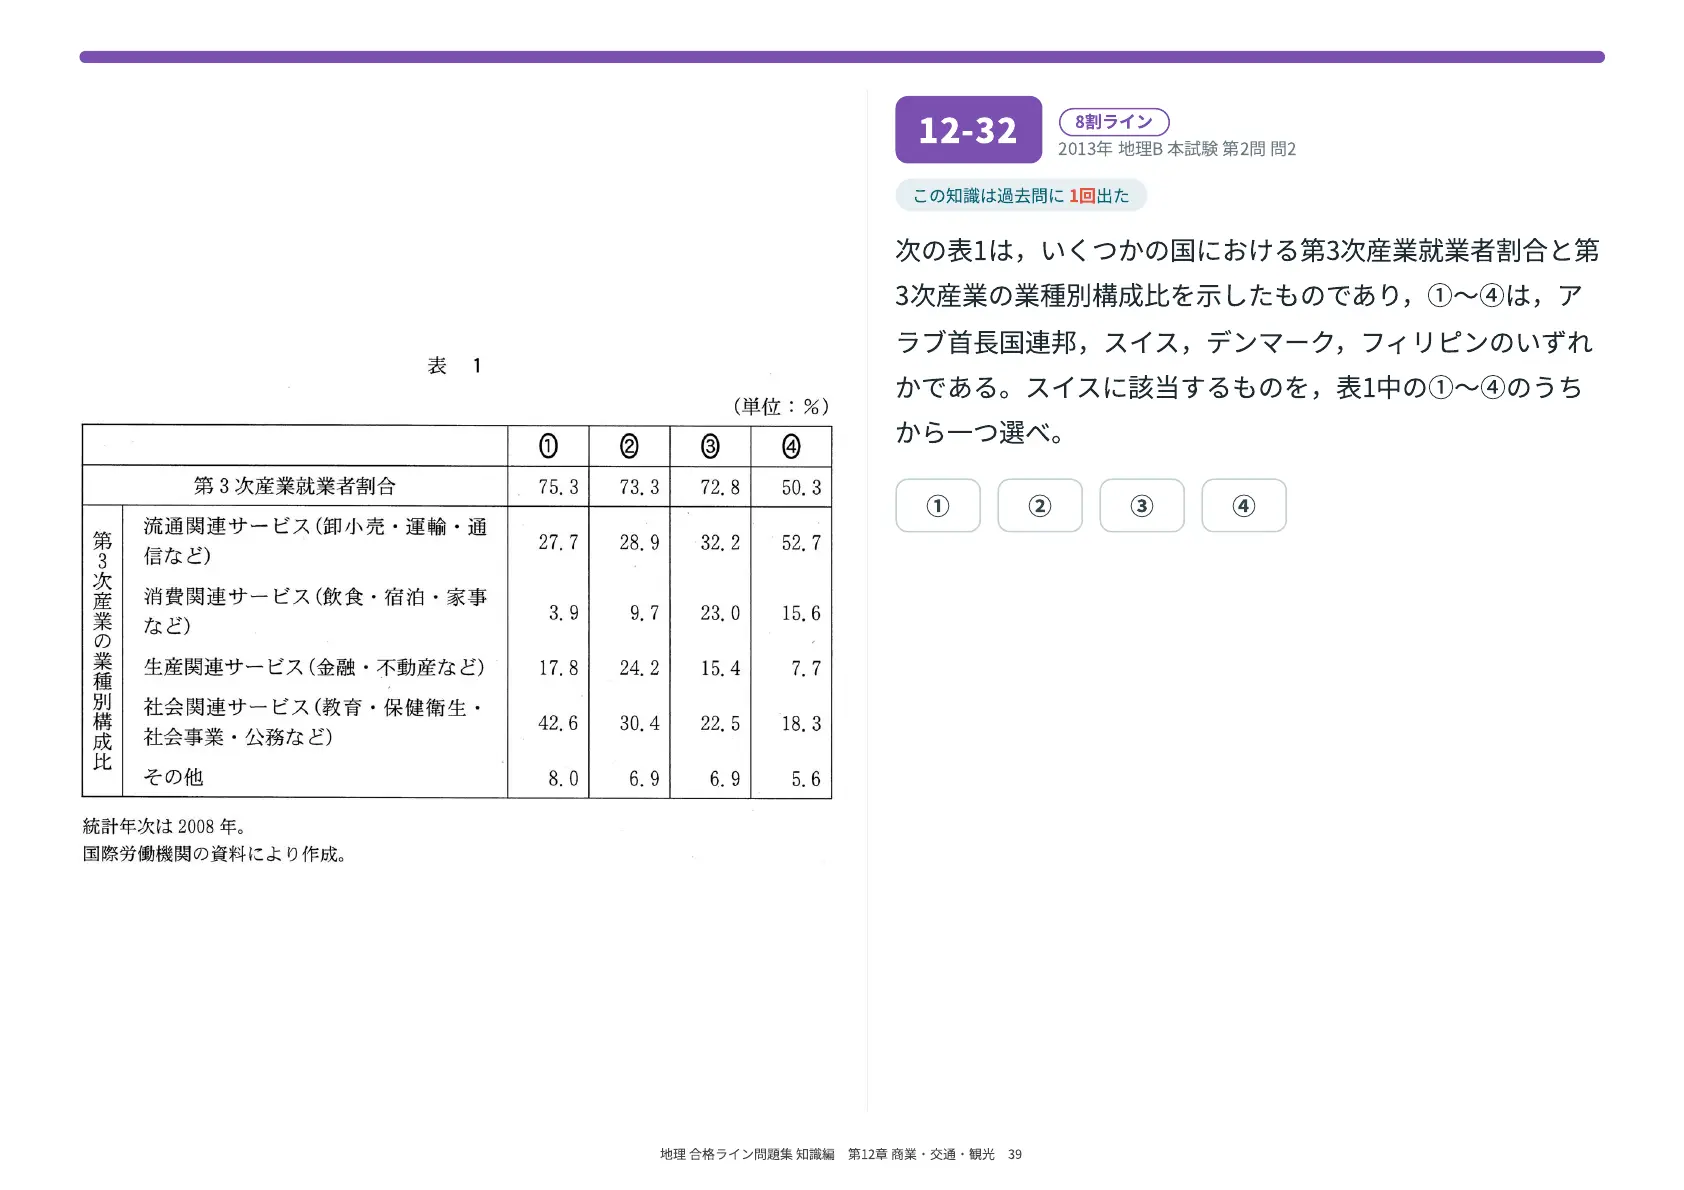 12-32
8割ライン
2013年 地理B 本試験 第2問 問2
この知識は過去問に 1回出た
次の表1は，いくつかの国における第3次産業就業者割合と第
3次産業の業種別構成比を示したものであり，①〜④は，ア
ラブ首長国連邦，スイス，デンマーク，フィリピンのいずれ
かである。スイスに該当するものを，表1中の①〜④のうち
から一つ選べ。
① ② ③ ④
表 1
（単位：％）
① ② ③ ④
第3次産業就業者割合 75.3 73.3 72.8 50.3
第3次産業の業種別構成比
流通関連サービス（卸小売・運輸・通
信など） 27.7 28.9 32.2 52.7
消費関連サービス（飲食・宿泊・家事
など） 3.9 9.7 23.0 15.6
生産関連サービス（金融・不動産など） 17.8 24.2 15.4 7.7
社会関連サービス（教育・保健衛生・
社会事業・公務など） 42.6 30.4 22.5 18.3
その他 8.0 6.9 6.9 5.6
統計年次は2008年。
国際労働機関の資料により作成。
地理 合格ライン問題集 知識編 第12章 商業・交通・観光 39